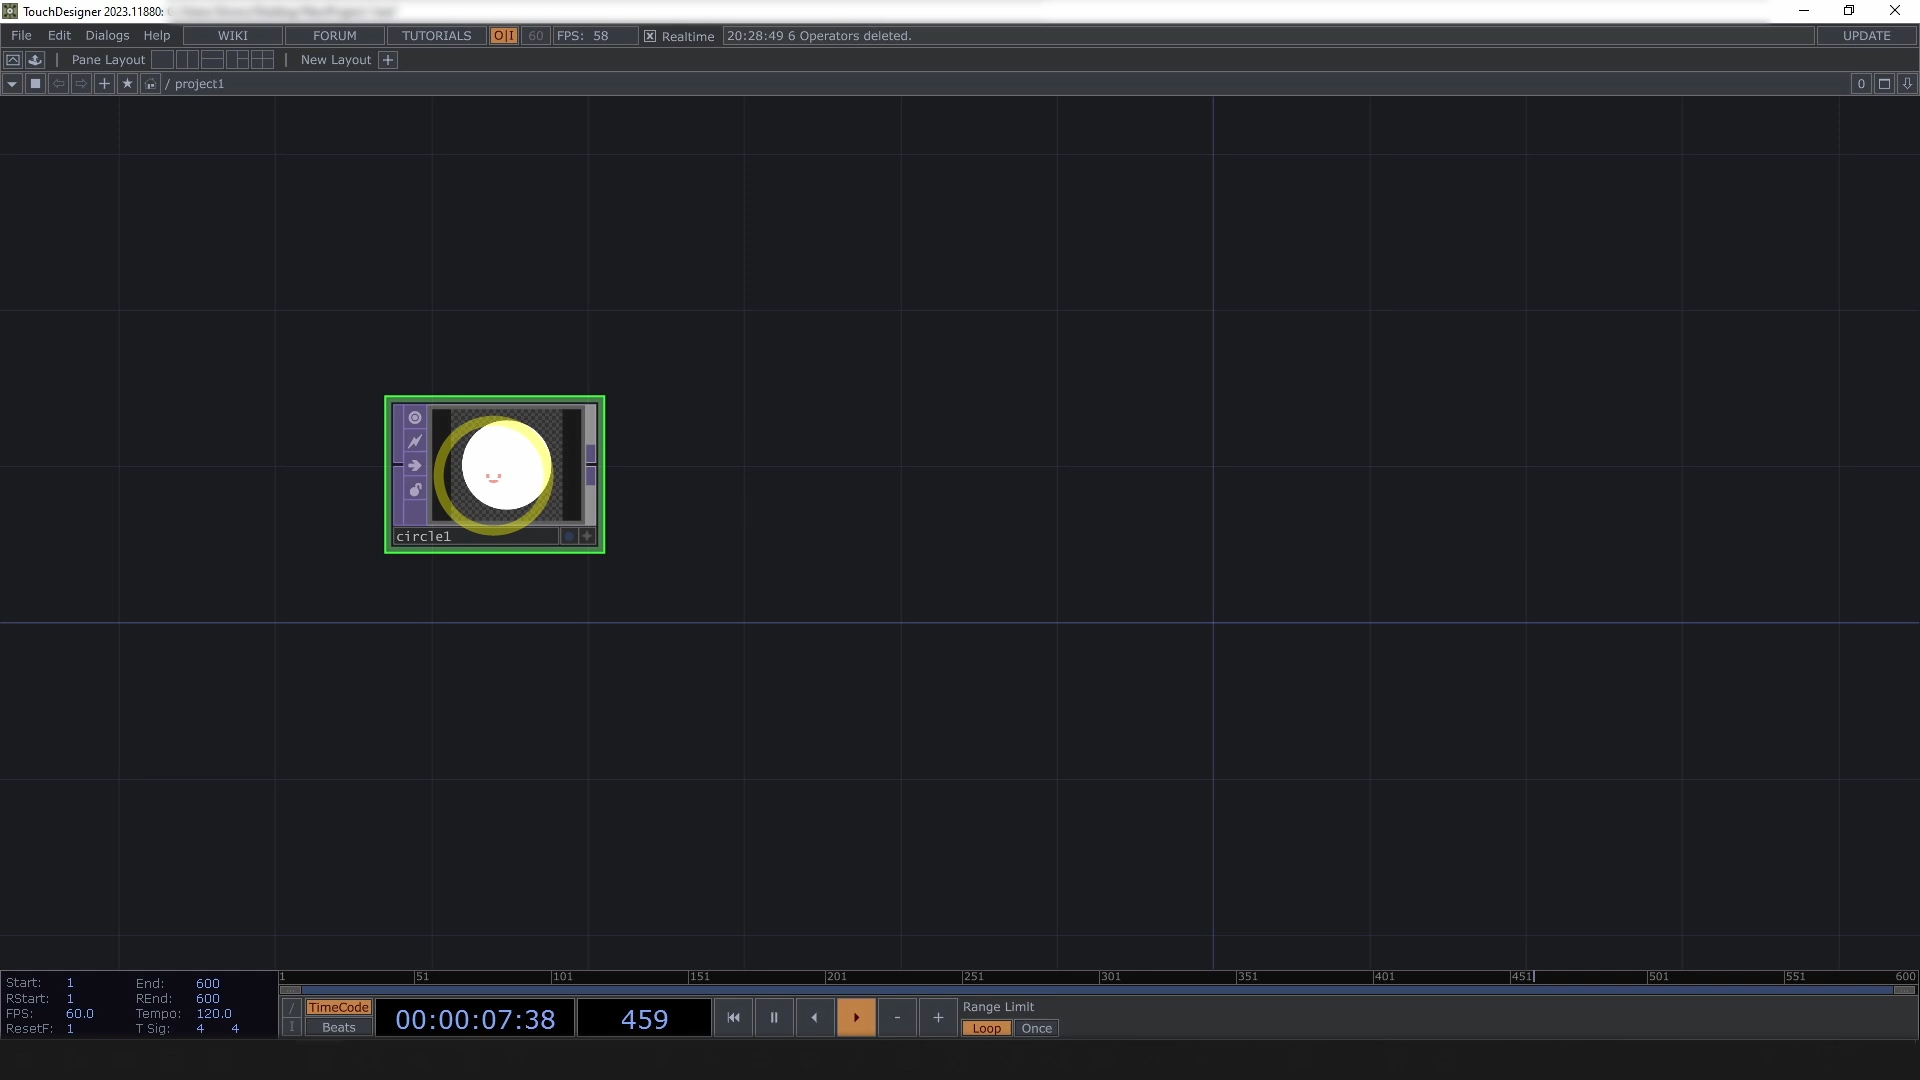 TouchDesigner 2023.11880:
File Edit Dialogs Help WIKI FORUM TUTORIALS O|I 60 FPS: 58 Realtime 20:28:49 6 Operators deleted. UPDATE
Pane Layout | New Layout +
/ project1 0
circle1
1 51 101 151 201 251 301 351 401 451 501 551 600
Start: 1 End: 600
RStart: 1 REnd: 600
FPS: 60.0 Tempo: 120.0
ResetF: 1 T Sig: 4 4
/ TimeCode
I Beats
00:00:07:38 459 - +
Range Limit
Loop Once